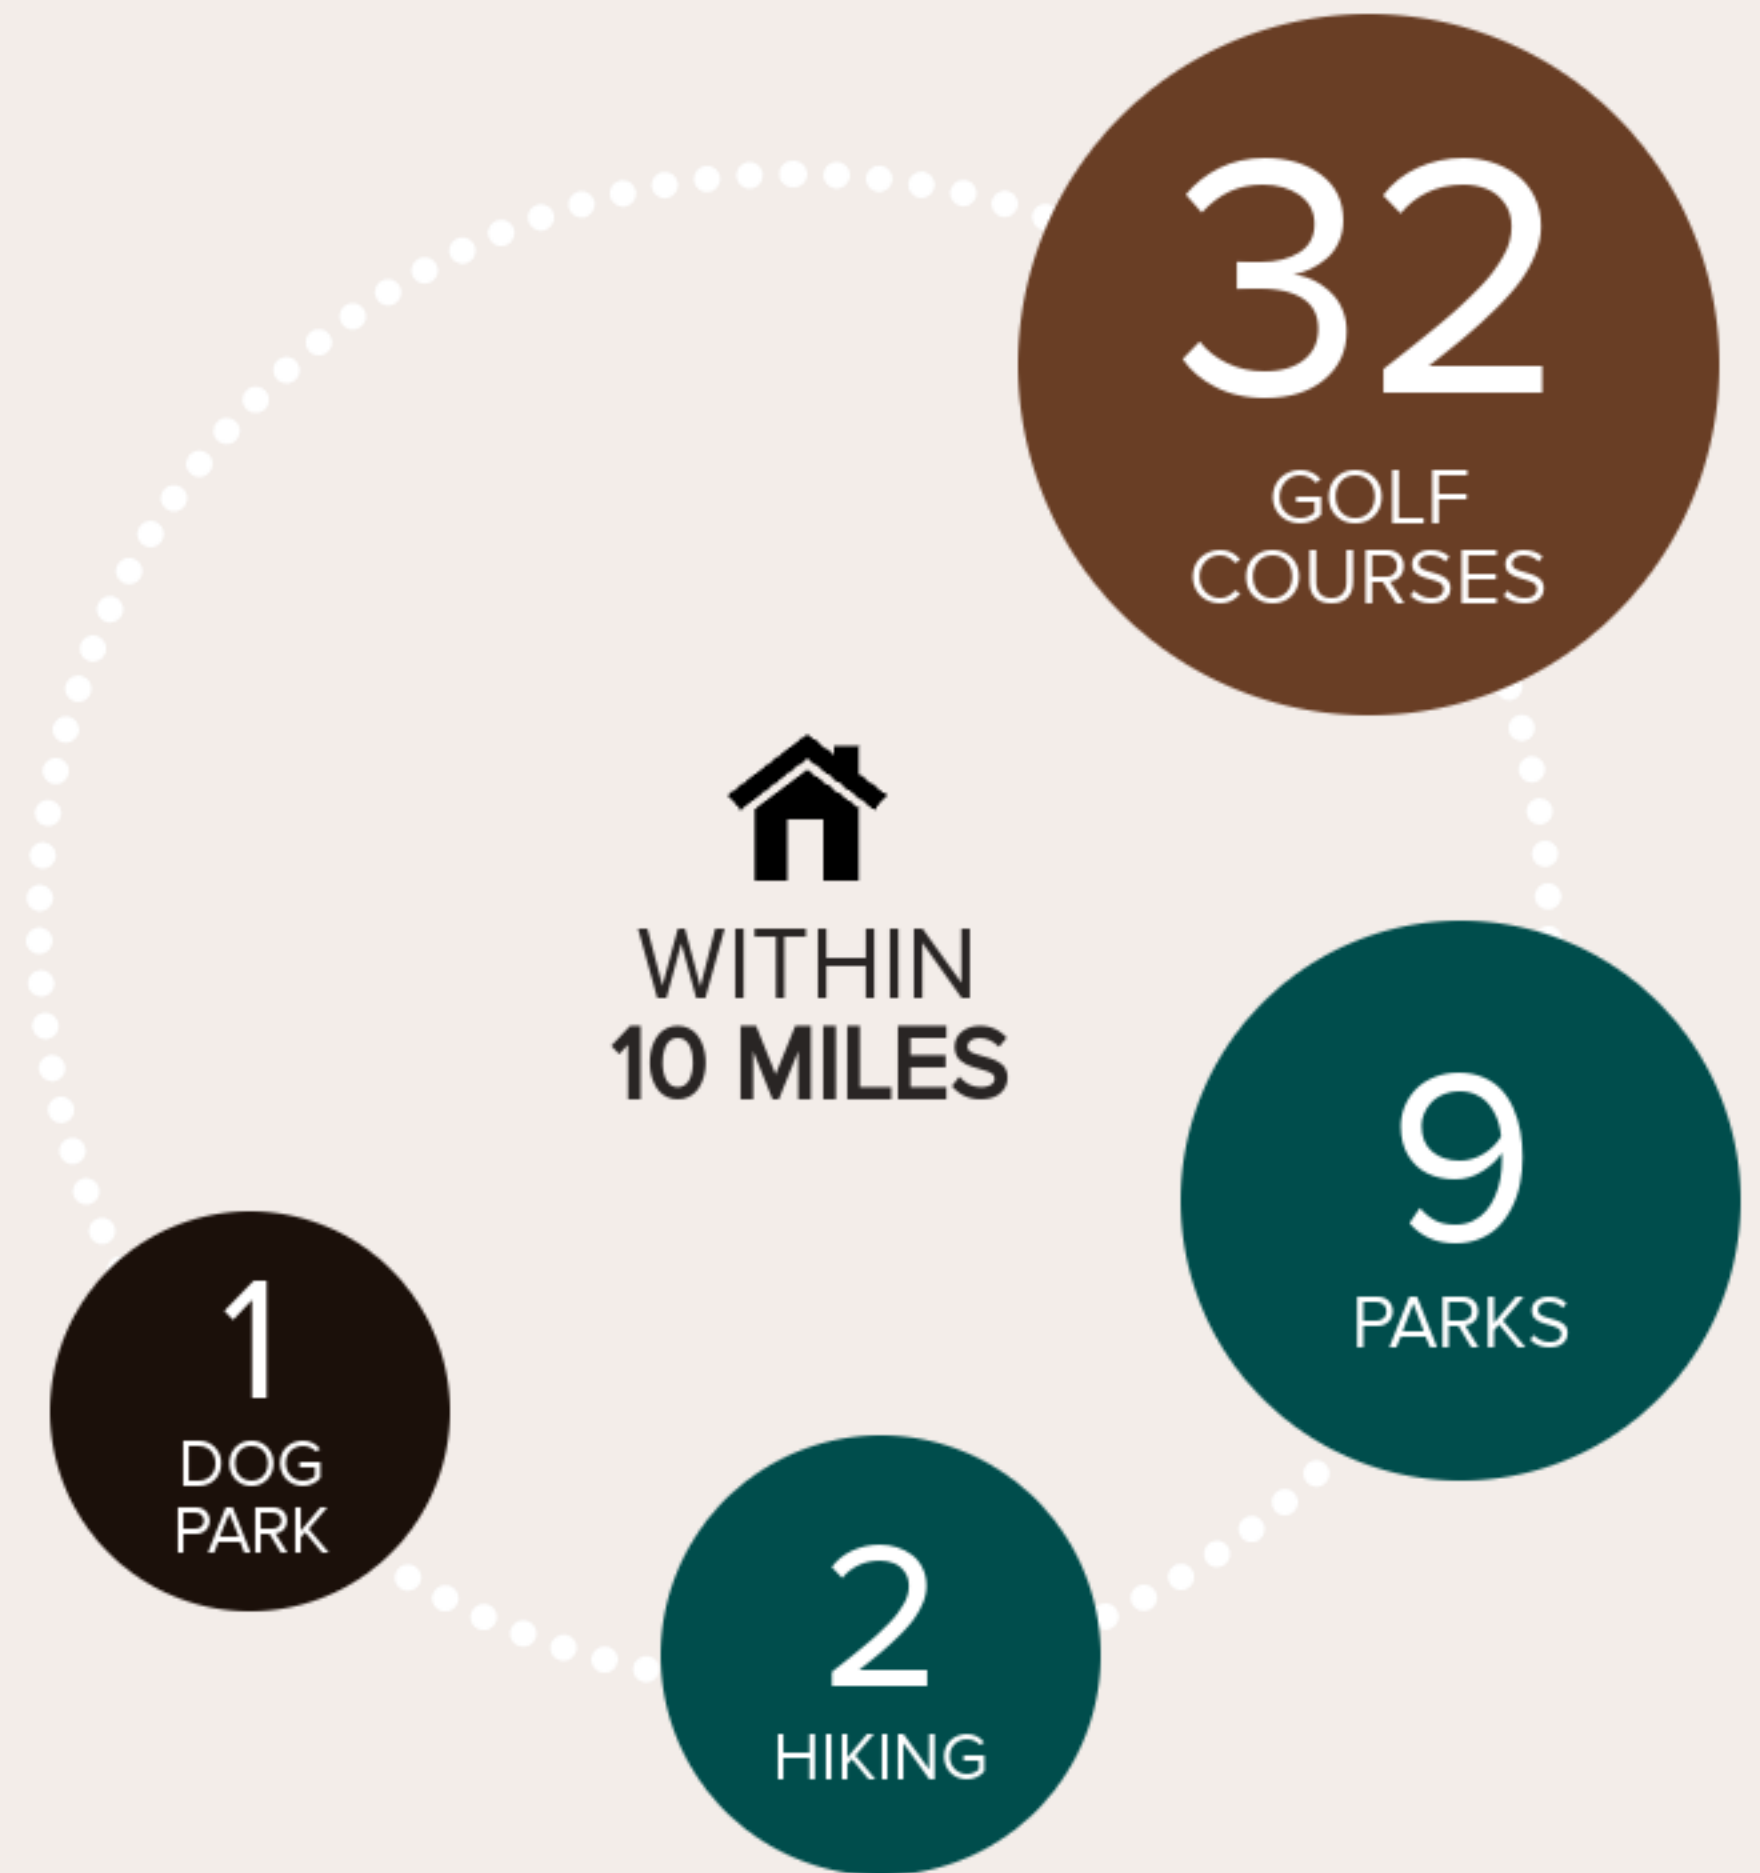 32
GOLF
COURSES
WITHIN
10 MILES
9
PARKS
1
DOG
PARK
2
HIKING